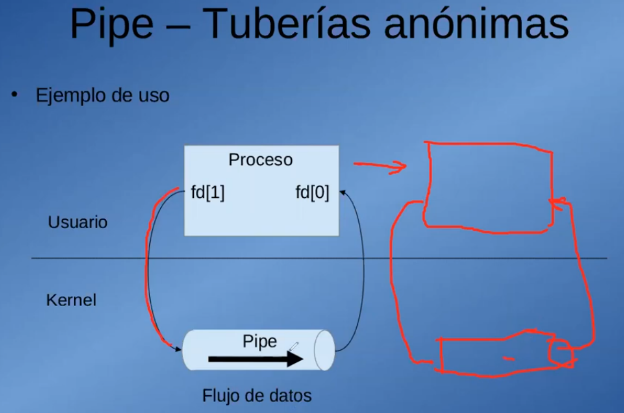 Pipe – Tuberías anónimas
• Ejemplo de uso
Proceso
fd[1] fd[0]
Usuario
Kernel
Pipe
Flujo de datos